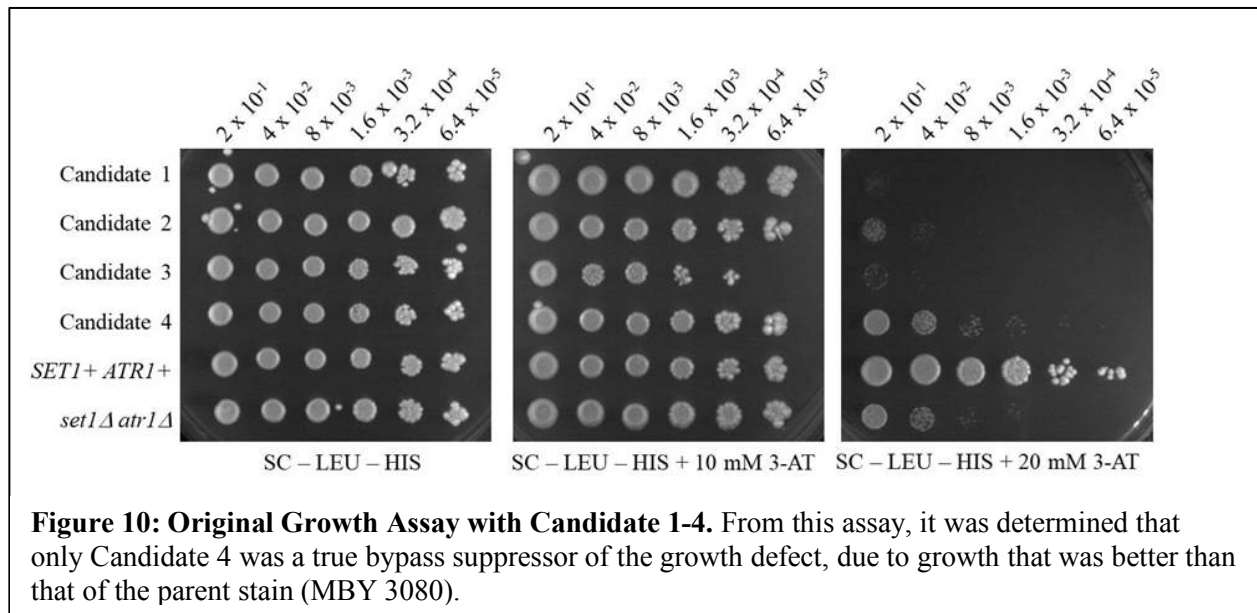 2 x 10-1 4 x 10-2 8 x 10-3 1.6 x 10-3 3.2 x 10-4 6.4 x 10-5
2 x 10-1 4 x 10-2 8 x 10-3 1.6 x 10-3 3.2 x 10-4 6.4 x 10-5
2 x 10-1 4 x 10-2 8 x 10-3 1.6 x 10-3 3.2 x 10-4 6.4 x 10-5
Candidate 1
Candidate 2
Candidate 3
Candidate 4
SET1+ ATR1+
set1Δ atr1Δ
SC – LEU – HIS
SC – LEU – HIS + 10 mM 3-AT
SC – LEU – HIS + 20 mM 3-AT
Figure 10: Original Growth Assay with Candidate 1-4. From this assay, it was determined that
only Candidate 4 was a true bypass suppressor of the growth defect, due to growth that was better than
that of the parent stain (MBY 3080).